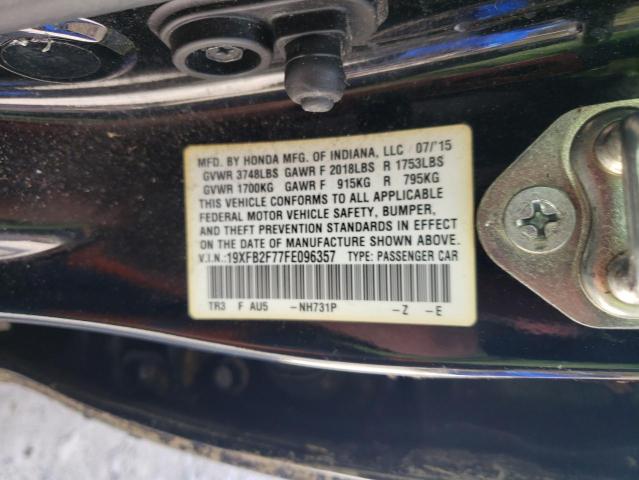 MFD. BY HONDA MFG. OF INDIANA, LLC 07/'15
GVWR 3748LBS GAWR F 2018LBS R 1753LBS
GVWR 1700KG GAWR F 915KG R 795KG
THIS VEHICLE CONFORMS TO ALL APPLICABLE
FEDERAL MOTOR VEHICLE SAFETY, BUMPER,
AND THEFT PREVENTION STANDARDS IN EFFECT
ON THE DATE OF MANUFACTURE SHOWN ABOVE.
V.I.N.:19XFB2F77FE096357 TYPE: PASSENGER CAR
TR3 F AU5 -NH731P -Z -E